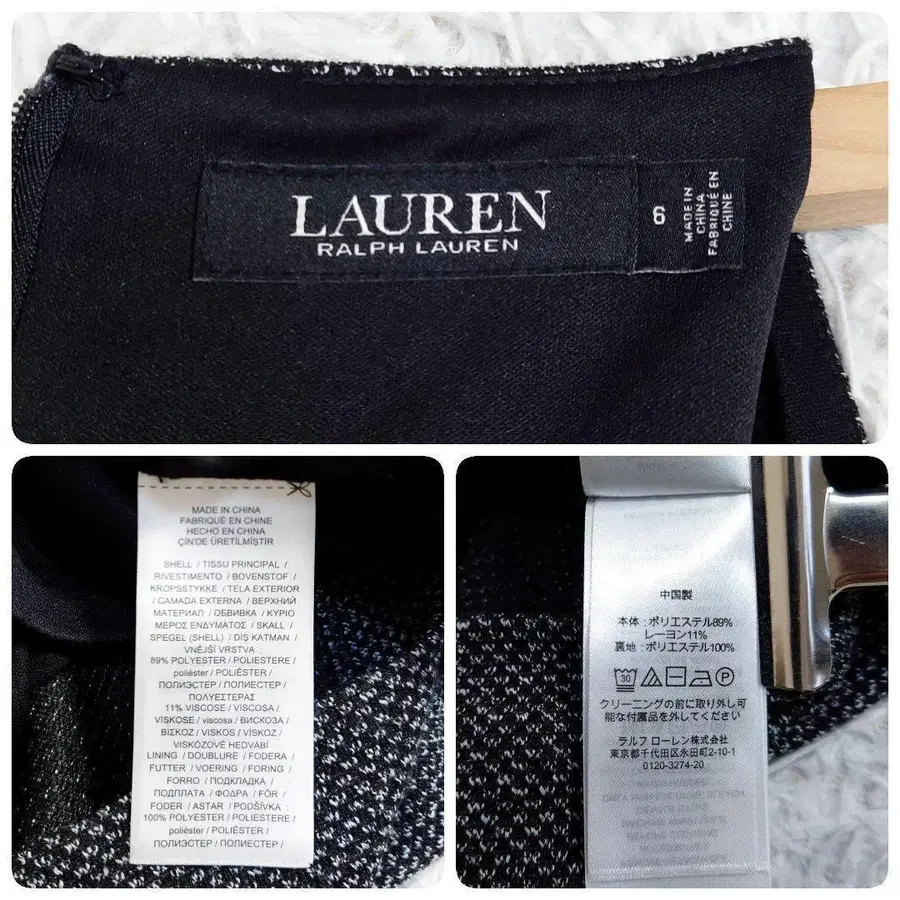 LAUREN
RALPH LAUREN
6
MADE IN
CHINA
FABRIQUÉ EN
CHINE
MADE IN CHINA
FABRIQUÉ EN CHINE
HECHO EN CHINA
ÇİN'DE ÜRETİLMİŞTİR
SHELL / TISSU PRINCIPAL /
RIVESTIMENTO / BOVENSTOF /
KROPSSTYKKE / TELA EXTERIOR
/ CAMADA EXTERNA / ВЕРХНИЙ
МАТЕРИАЛ / ОБВИВКА / ΚΥΡΙΟ
ΜΕΡΟΣ ΕΝΔΥΜΑΤΟΣ / SKALL /
SPEGEL (SHELL) / DIŞ KATMAN /
VNĚJŠÍ VRSTVA :
89% POLYESTER / POLIESTERE /
poliéster / POLIÉSTER /
ПОЛИЭСТЕР / ПОЛИЕСТЕР /
ΠΟΛΥΕΣΤΕΡΑΣ
11% VISCOSE / VISCOSA /
VISKOSE / viscosa / ВИСКОЗА /
ΒΙΣΚΟΖ / VISKOS / VİSKOZ /
VISKÓZOVÉ HEDVÁBÍ
LINING / DOUBLURE / FODERA /
FUTTER / VOERING / FORING /
FORRO / ПОДКЛАДКА /
ПОДПЛАТА / ΦΟΔΡΑ / FÖR /
FODER / ASTAR / PODŠÍVKA :
100% POLYESTER / POLIESTERE /
poliéster / POLIÉSTER /
ПОЛИЭСТЕР / ПОЛИЕСТЕР /
中国製
本体 : ポリエステル89%
レーヨン11%
裏地 : ポリエステル100%
30
P
クリーニングの前に取り外し可
能な付属品を外してください
ラルフ ローレン株式会社
東京都千代田区永田町2-10-1
0120-3274-20